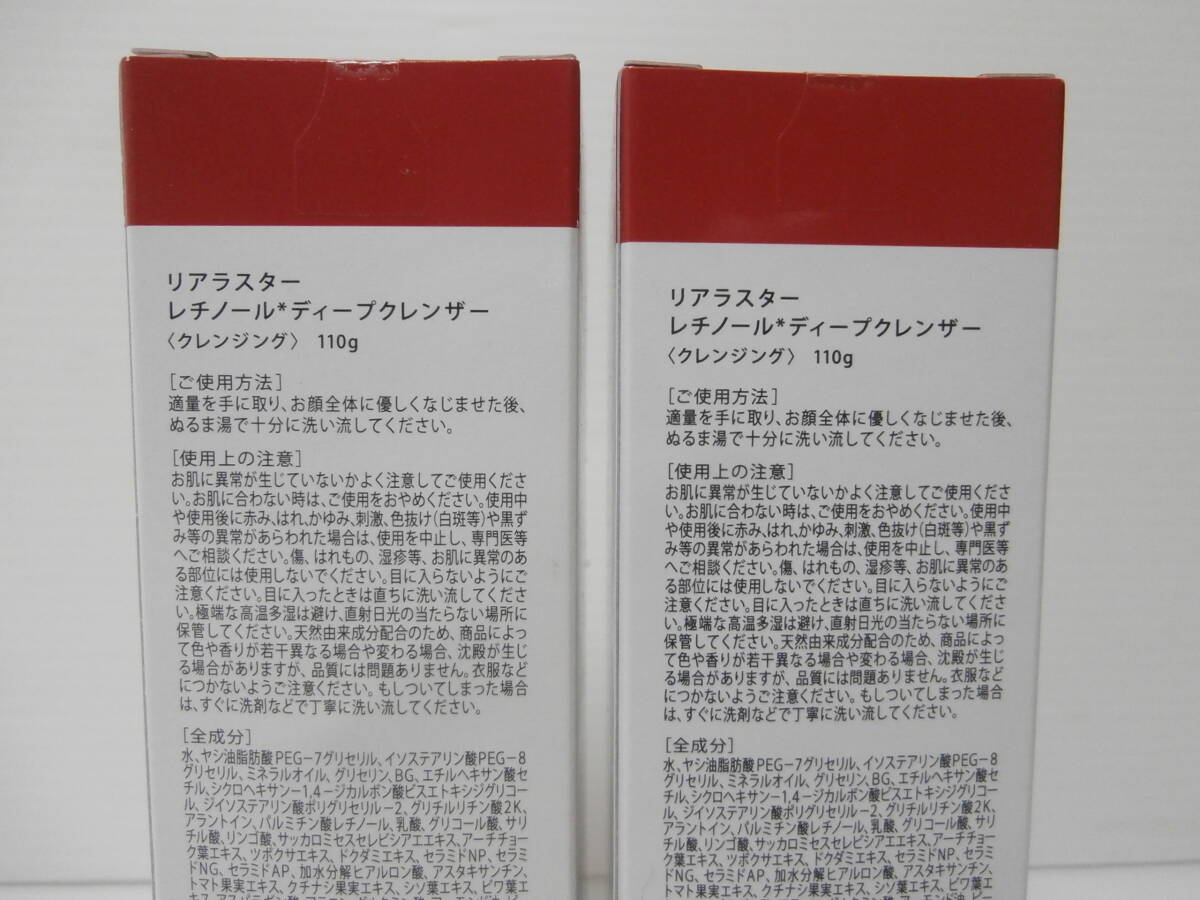 リアラスター
レチノール*ディープクレンザー
〈クレンジング〉 110g
[ご使用方法]
適量を手に取り、お顔全体に優しくなじませた後、
ぬるま湯で十分に洗い流してください。
[使用上の注意]
お肌に異常が生じていないかよく注意してご使用くださ
い。お肌に合わない時は、ご使用をおやめください。使用中
や使用後に赤み、はれ、かゆみ、刺激、色抜け(白斑等)や黒ず
み等の異常があらわれた場合は、使用を中止し、専門医等
へご相談ください。傷、はれもの、湿疹等、お肌に異常のあ
る部位には使用しないでください。目に入らないようにご
注意ください。目に入ったときは直ちに洗い流してくださ
い。極端な高温多湿は避け、直射日光の当たらない場所に
保管してください。天然由来成分配合のため、商品によっ
て色や香りが若干異なる場合や変わる場合、沈殿が生じ
る場合がありますが、品質には問題ありません。衣服など
につかないようご注意ください。もしついてしまった場合
は、すぐに洗剤などで丁寧に洗い流してください。
[全成分]
水、ヤシ油脂肪酸PEG-7グリセリル、イソステアリン酸PEG-8
グリセリル、ミネラルオイル、グリセリン、BG、エチルヘキサン酸セ
チル、シクロヘキサン-1,4-ジカルボン酸ビスエトキシジグリコー
ル、ジイソステアリン酸ポリグリセリル-2、グリチルリチン酸2K、
アラントイン、パルミチン酸レチノール、乳酸、グリコール酸、サリ
チル酸、リンゴ酸、サッカロミセスセレビシアエエキス、アーチチョー
ク葉エキス、ツボクサエキス、ドクダミエキス、セラミドNP、セラミ
ドNG、セラミドAP、加水分解ヒアルロン酸、アスタキサンチン、
トマト果実エキス、クチナシ果実エキス、シソ葉エキス、ビワ葉エ
リアラスター
レチノール*ディープクレンザー
〈クレンジング〉 110g
[ご使用方法]
適量を手に取り、お顔全体に優しくなじませた後、
ぬるま湯で十分に洗い流してください。
[使用上の注意]
お肌に異常が生じていないかよく注意してご使用くださ
い。お肌に合わない時は、ご使用をおやめください。使用中
や使用後に赤み、はれ、かゆみ、刺激、色抜け(白斑等)や黒ず
み等の異常があらわれた場合は、使用を中止し、専門医等
へご相談ください。傷、はれもの、湿疹等、お肌に異常のあ
る部位には使用しないでください。目に入らないようにご
注意ください。目に入ったときは直ちに洗い流してくださ
い。極端な高温多湿は避け、直射日光の当たらない場所に
保管してください。天然由来成分配合のため、商品によっ
て色や香りが若干異なる場合や変わる場合、沈殿が生じ
る場合がありますが、品質には問題ありません。衣服など
につかないようご注意ください。もしついてしまった場合
は、すぐに洗剤などで丁寧に洗い流してください。
[全成分]
水、ヤシ油脂肪酸PEG-7グリセリル、イソステアリン酸PEG-8
グリセリル、ミネラルオイル、グリセリン、BG、エチルヘキサン酸セ
チル、シクロヘキサン-1,4-ジカルボン酸ビスエトキシジグリコー
ル、ジイソステアリン酸ポリグリセリル-2、グリチルリチン酸2K、
アラントイン、パルミチン酸レチノール、乳酸、グリコール酸、サリ
チル酸、リンゴ酸、サッカロミセスセレビシアエエキス、アーチチョー
ク葉エキス、ツボクサエキス、ドクダミエキス、セラミドNP、セラミ
ドNG、セラミドAP、加水分解ヒアルロン酸、アスタキサンチン、
トマト果実エキス、クチナシ果実エキス、シソ葉エキス、ビワ葉エ